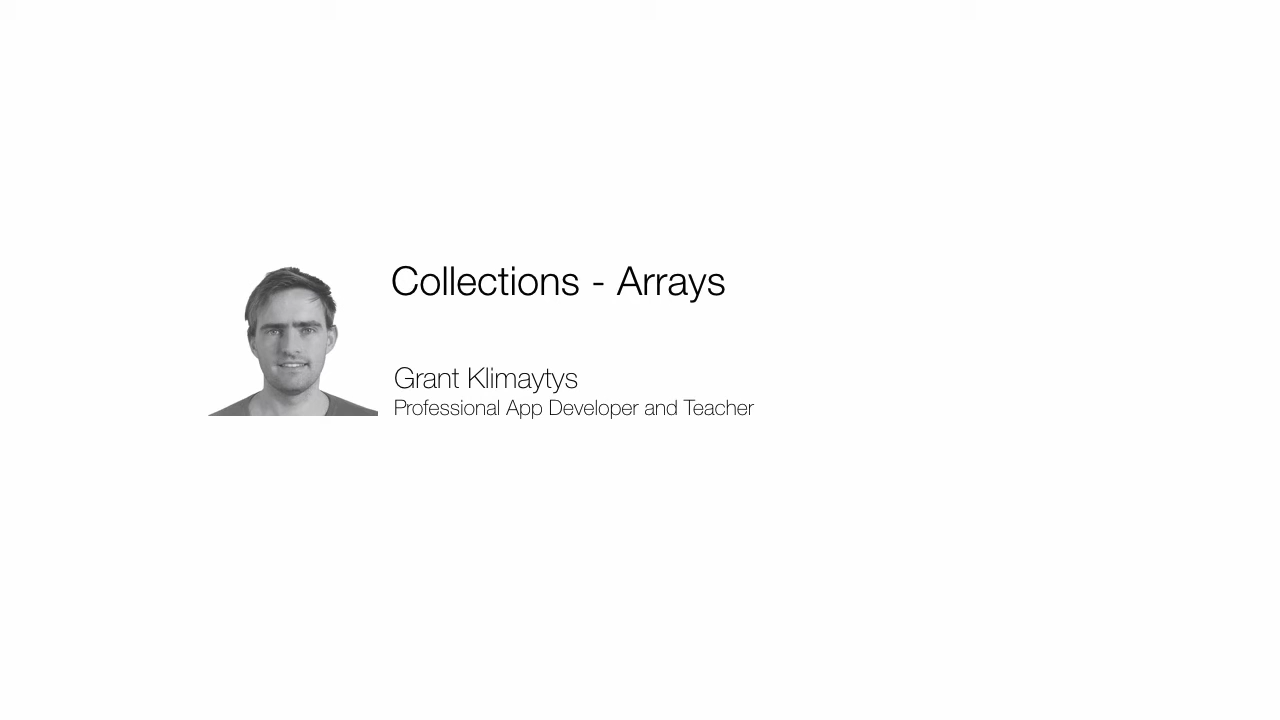 Collections - Arrays
Grant Klimaytys
Professional App Developer and Teacher